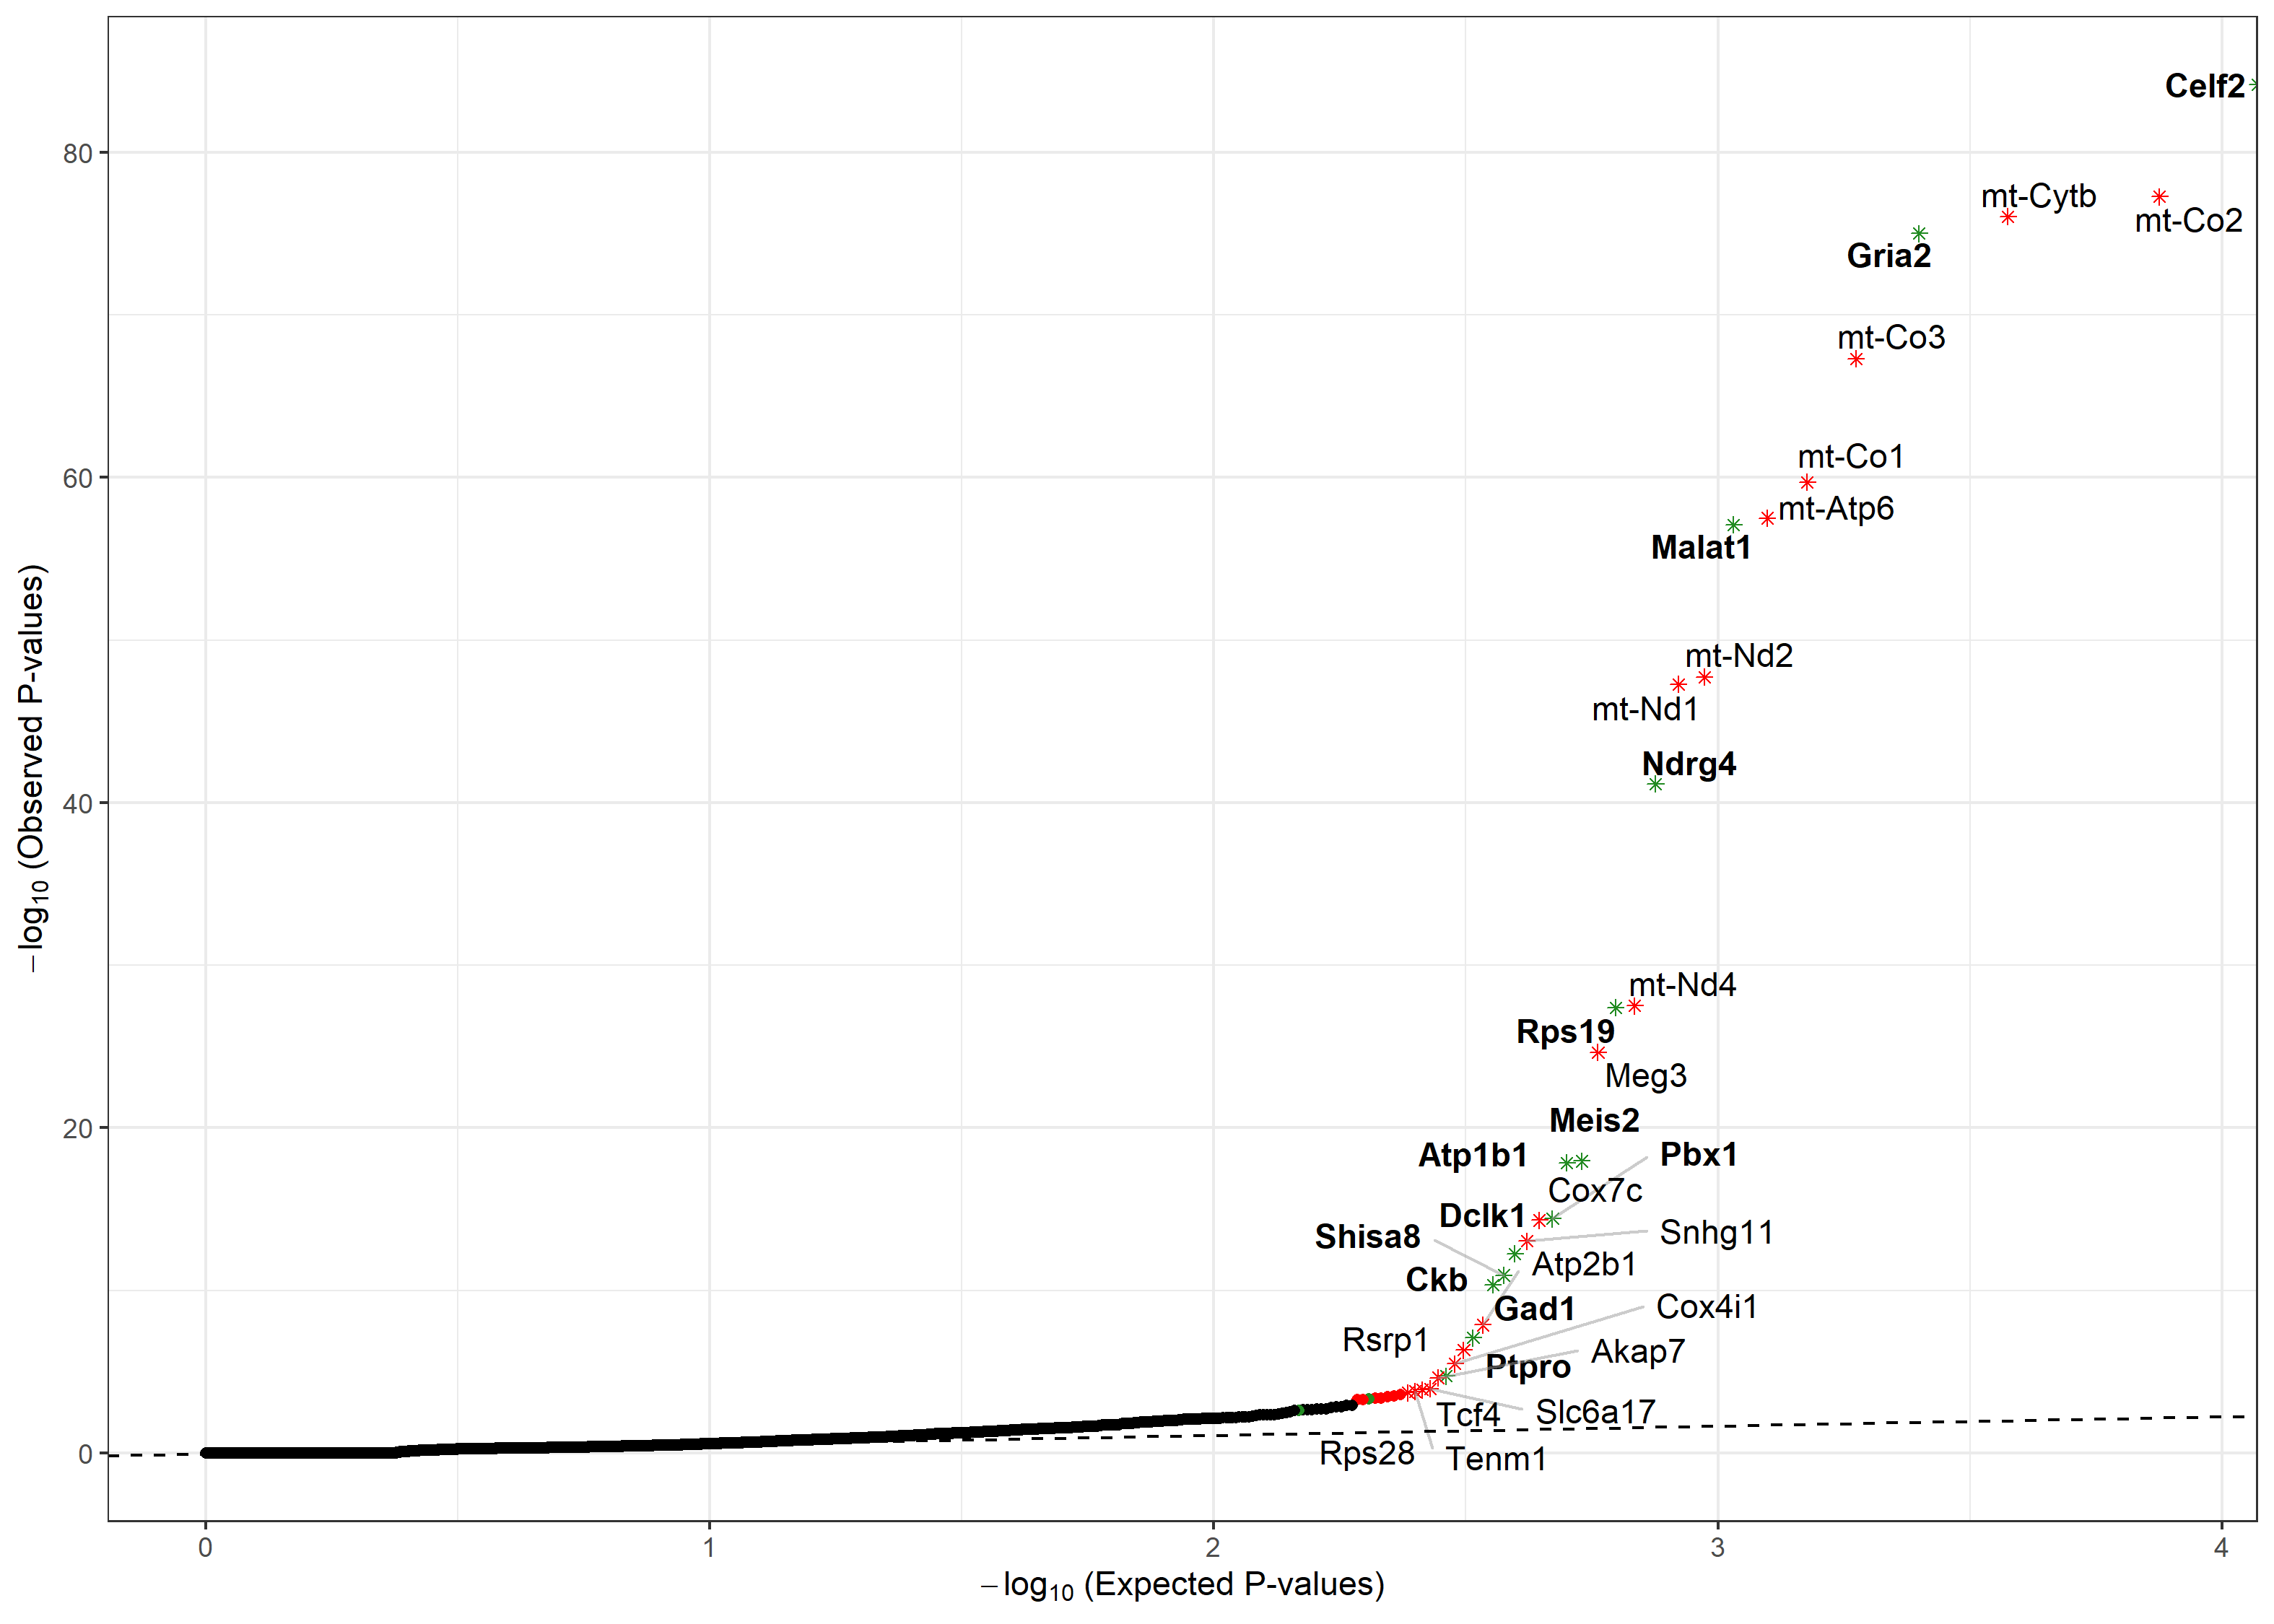 Celf2
80
mt-Cytb
mt-Co2
Gria2
mt-Co3
mt-Co1
60
mt-Atp6
Malat1
mt-Nd2
mt-Nd1
Ndrg4
40
mt-Nd4
Rps19
Meg3
Meis2
20
Atp1b1
Pbx1
Cox7c
Dclk1
Shisa8
Snhg11
Atp2b1
Ckb
Gad1
Cox4i1
Rsrp1
Akap7
Ptpro
Tcf4
Slc6a17
Rps28
Tenm1
0
0 1 2 3 4
−log10 (Expected P-values)
−log10 (Observed P-values)